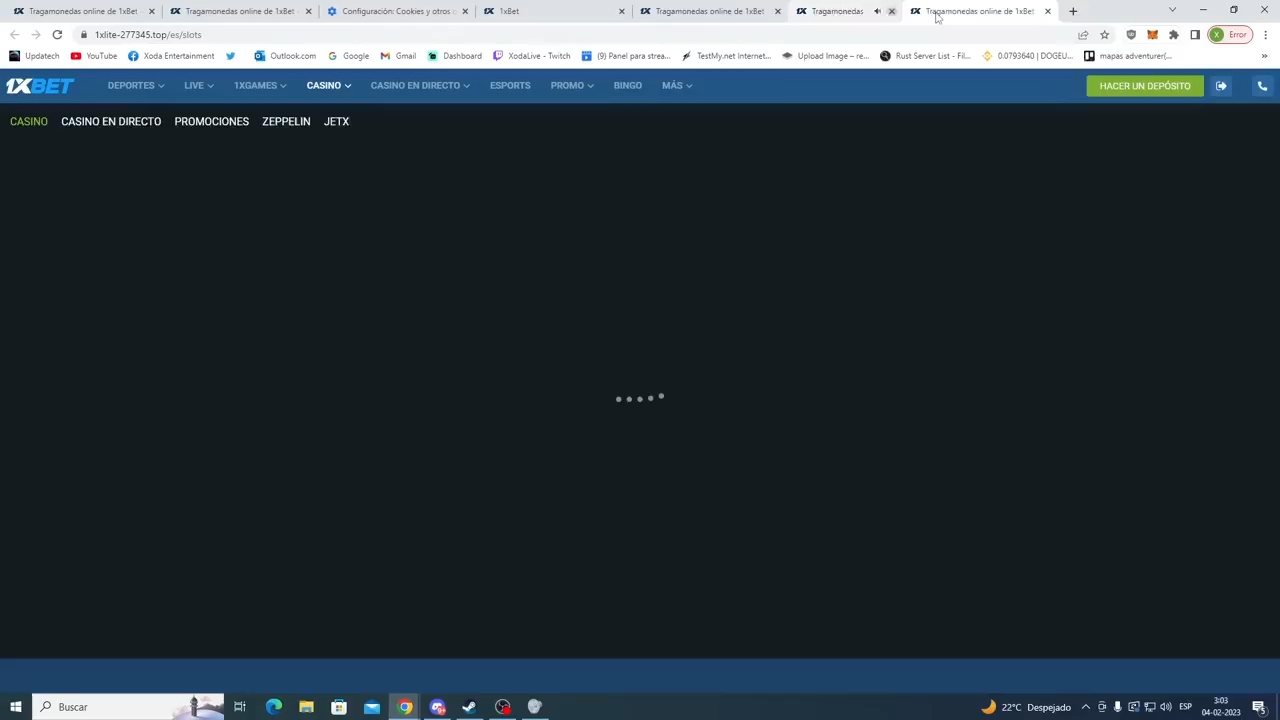 Tragamonedas online de 1xBet
Tragamonedas online de 1xBet
Configuración: Cookies y otros
1xBet
Tragamonedas online de 1xBet
Tragamonedas
Tragamonedas online de 1xBet
1xlite-277345.top/es/slots
Error
Updatech
YouTube
Xoda Entertainment
Outlook.com
Google
Gmail
Dashboard
XodaLive - Twitch
(9) Panel para strea...
TestMy.net Internet...
Upload Image – re...
Rust Server List - Fil...
0.0793640 | DOGEU...
mapas adventurer(...
1XBET
DEPORTES
LIVE
1XGAMES
CASINO
CASINO EN DIRECTO
ESPORTS
PROMO
BINGO
MÁS
HACER UN DEPÓSITO
CASINO
CASINO EN DIRECTO
PROMOCIONES
ZEPPELIN
JETX
Buscar
22°C Despejado
ESP
3:03
04-02-2023